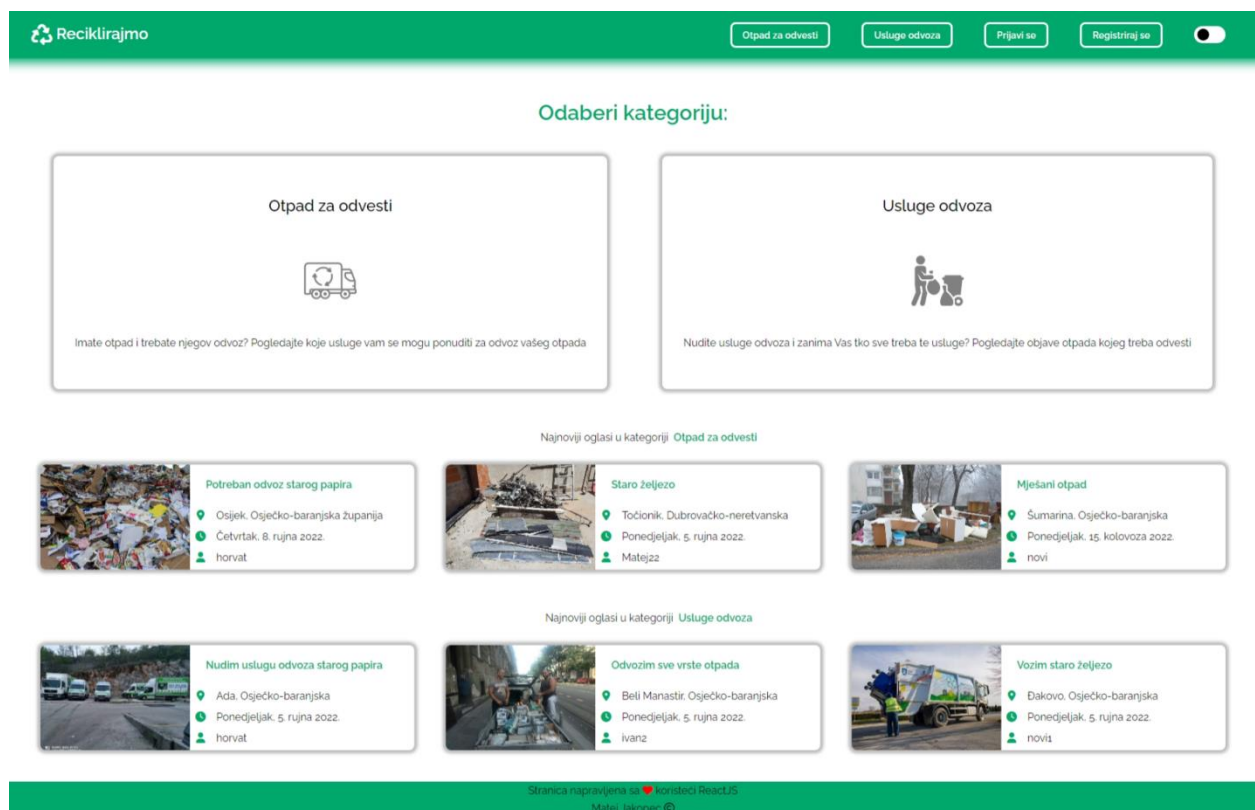 Reciklirajmo
Otpad za odvesti
Usluge odvoza
Prijavi se
Registriraj se
Odaberi kategoriju:
Otpad za odvesti
Imate otpad i trebate njegov odvoz? Pogledajte koje usluge vam se mogu ponuditi za odvoz vašeg otpada
Usluge odvoza
Nudite usluge odvoza i zanima Vas tko sve treba te usluge? Pogledajte objave otpada kojeg treba odvesti
Najnoviji oglasi u kategoriji Otpad za odvesti
Potreban odvoz starog papira
Osijek, Osječko-baranjska županija
Četvrtak, 8. rujna 2022.
horvat
Staro željezo
Točionik, Dubrovačko-neretvanska
Ponedjeljak, 5. rujna 2022.
Matej22
Mješani otpad
Šumarina, Osječko-baranjska
Ponedjeljak, 15. kolovoza 2022.
novi
Najnoviji oglasi u kategoriji Usluge odvoza
Nudim uslugu odvoza starog papira
Ada, Osječko-baranjska
Ponedjeljak, 5. rujna 2022.
horvat
Odvozim sve vrste otpada
Beli Manastir, Osječko-baranjska
Ponedjeljak, 5. rujna 2022.
ivan2
Vozim staro željezo
Đakovo, Osječko-baranjska
Ponedjeljak, 5. rujna 2022.
novi1
Stranica napravljena sa ❤ koristeći ReactJS
Matej Jakopec ©